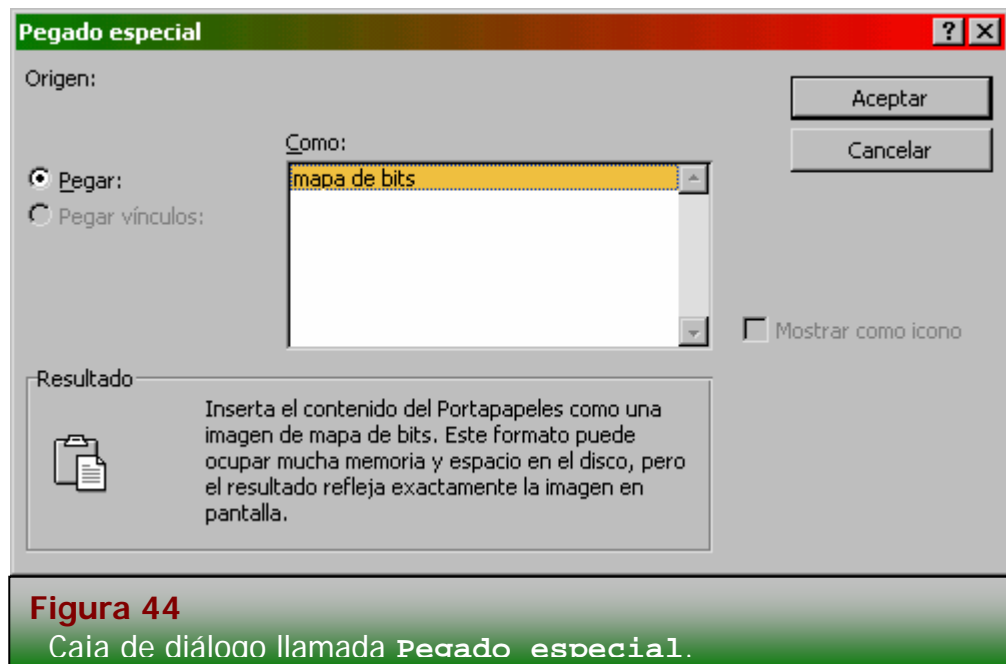 Pegado especial
Origen:
Aceptar
Cancelar
Como:
Pegar:
mapa de bits
Pegar vínculos:
Mostrar como icono
Resultado
Inserta el contenido del Portapapeles como una
imagen de mapa de bits. Este formato puede
ocupar mucha memoria y espacio en el disco, pero
el resultado refleja exactamente la imagen en
pantalla.
Figura 44
Caja de diálogo llamada Pegado especial.